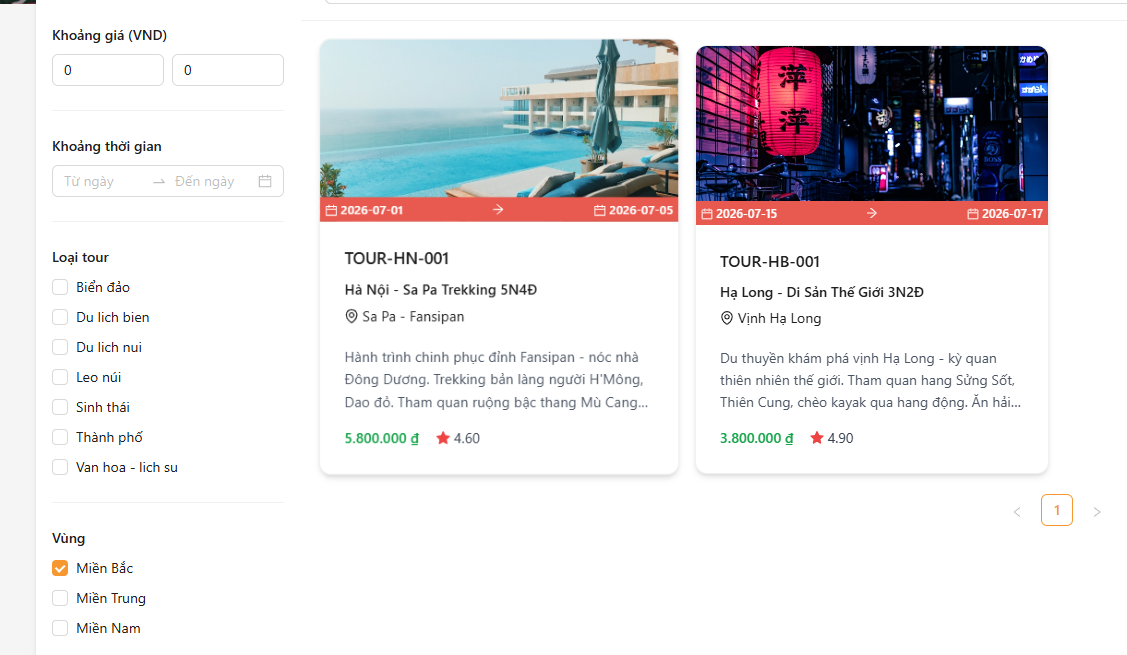 Khoảng giá (VND)
0
0
Khoảng thời gian
Từ ngày
Đến ngày
Loại tour
Biển đảo
Du lich bien
Du lich nui
Leo núi
Sinh thái
Thành phố
Van hoa - lich su
Vùng
Miền Bắc
Miền Trung
Miền Nam
2026-07-01
2026-07-05
TOUR-HN-001
Hà Nội - Sa Pa Trekking 5N4Đ
Sa Pa - Fansipan
Hành trình chinh phục đỉnh Fansipan - nóc nhà
Đông Dương. Trekking bản làng người H'Mông,
Dao đỏ. Tham quan ruộng bậc thang Mù Cang...
5.800.000 ₫
4.60
萍
萍
BOSS
2026-07-15
2026-07-17
TOUR-HB-001
Hạ Long - Di Sản Thế Giới 3N2Đ
Vịnh Hạ Long
Du thuyền khám phá vịnh Hạ Long - kỳ quan
thiên nhiên thế giới. Tham quan hang Sửng Sốt,
Thiên Cung, chèo kayak qua hang động. Ăn hải...
3.800.000 ₫
4.90
1